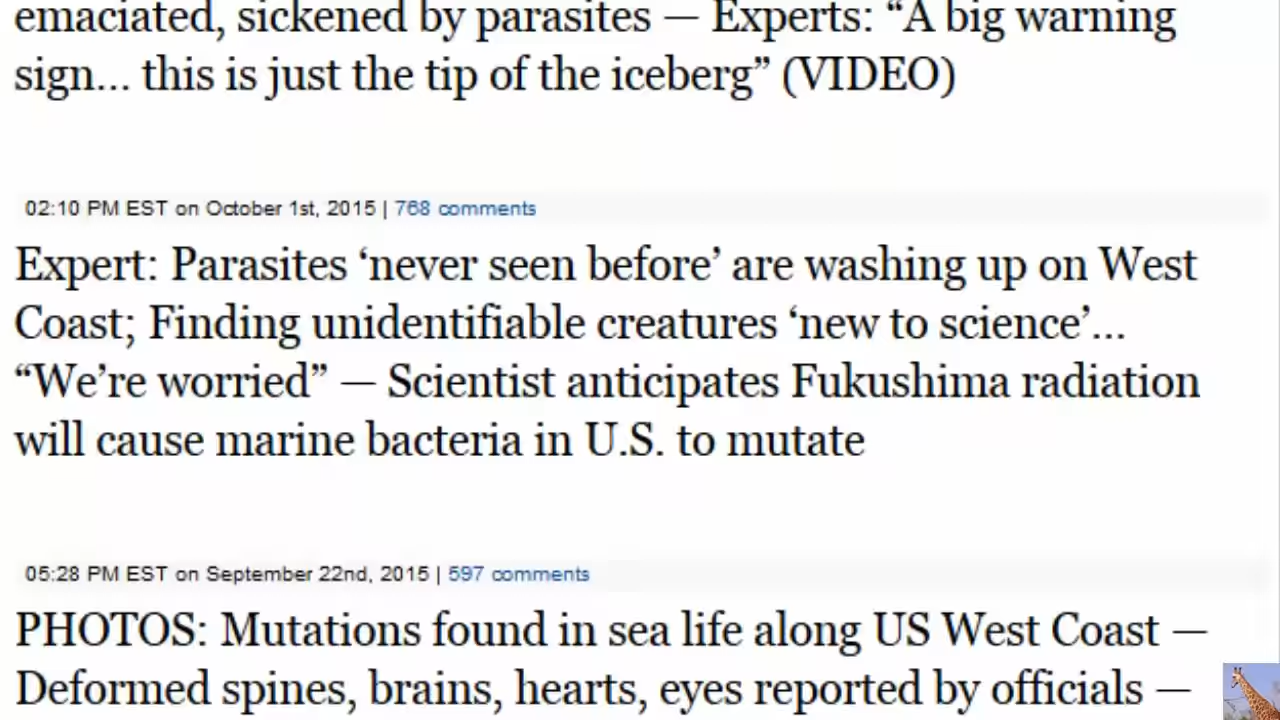 emaciated, sickened by parasites — Experts: “A big warning
sign... this is just the tip of the iceberg” (VIDEO)
02:10 PM EST on October 1st, 2015 | 768 comments
Expert: Parasites ‘never seen before’ are washing up on West
Coast; Finding unidentifiable creatures ‘new to science’...
“We’re worried” — Scientist anticipates Fukushima radiation
will cause marine bacteria in U.S. to mutate
05:28 PM EST on September 22nd, 2015 | 597 comments
PHOTOS: Mutations found in sea life along US West Coast —
Deformed spines, brains, hearts, eyes reported by officials —